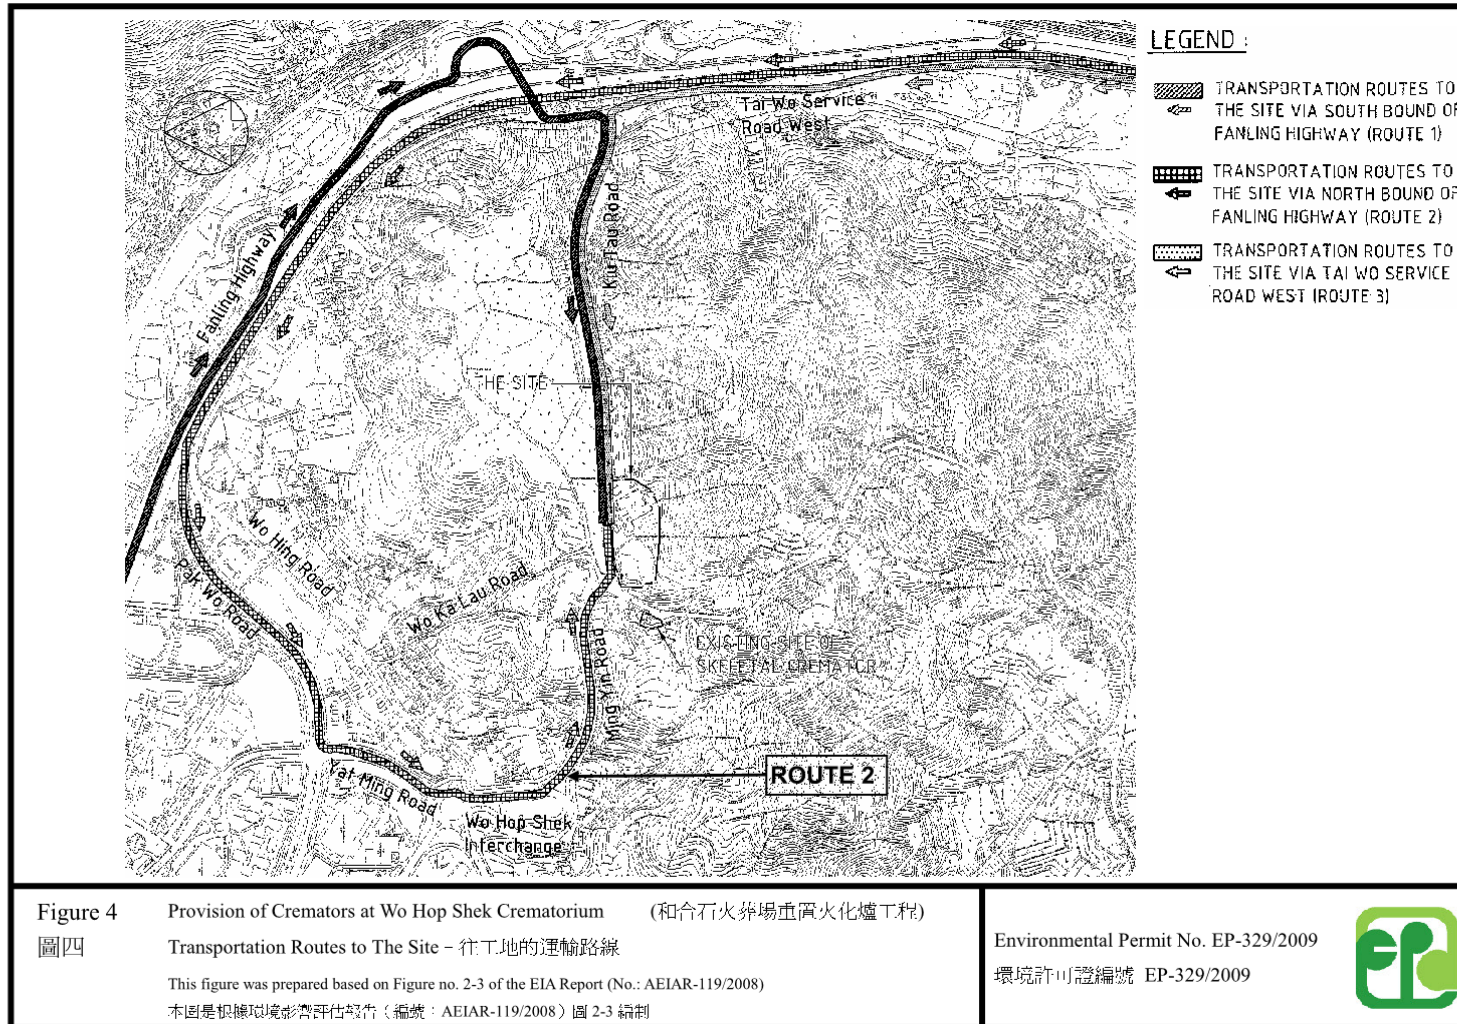 LEGEND :
TRANSPORTATION ROUTES TO
THE SITE VIA SOUTH BOUND OF
FANLING HIGHWAY (ROUTE 1)
TRANSPORTATION ROUTES TO
THE SITE VIA NORTH BOUND OF
FANLING HIGHWAY (ROUTE 2)
TRANSPORTATION ROUTES TO
THE SITE VIA TAI WO SERVICE
ROAD WEST (ROUTE 3)
Tai Wo Service
Road West
Kiu Tau Road
Fanling Highway
THE SITE
Wo Hing Road
Pak Wo Road
Wo Ka Lau Road
Ming Yin Road
EXISTING SITE OF
SKELETAL CREMATOR
Yat Ming Road
ROUTE 2
Wo Hop Shek
Interchange
Figure 4
圖四
Provision of Cremators at Wo Hop Shek Crematorium (和合石火葬場重置火化爐工程)
Transportation Routes to The Site - 往工地的運輸路線
This figure was prepared based on Figure no. 2-3 of the EIA Report (No.: AEIAR-119/2008)
本圖是根據環境影響評估報告（編號：AEIAR-119/2008）圖 2-3 編制
Environmental Permit No. EP-329/2009
環境許可證編號 EP-329/2009
epd